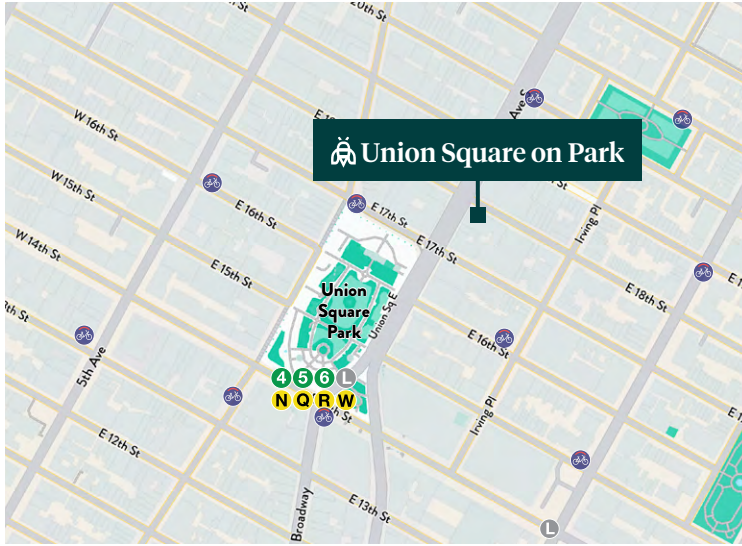 20th St
Ave S
W 16th St
Union Square on Park
W 15th St
E 16th St
E 17th St
E 17th St
Irving Pl
W 14th St
E 15th St
E 18th St
Union
Square
Park
Union Sq E
5th Ave
E 16th St
4 5 6 L
N Q R W
Irving Pl
E 12th St
Broadway
E 13th St
L